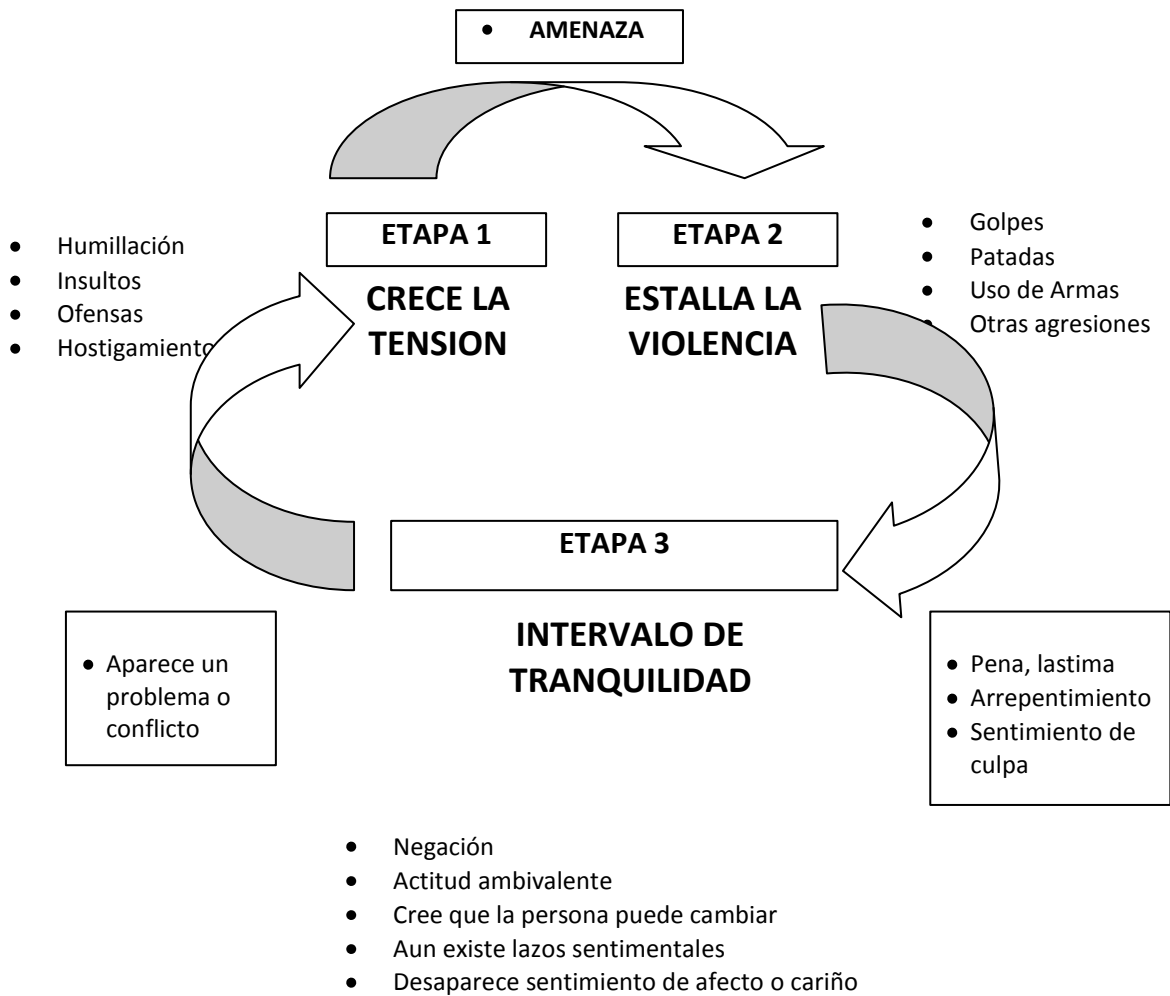 • AMENAZA
ETAPA 1
CRECE LA
TENSION
ETAPA 2
ESTALLA LA
VIOLENCIA
• Humillación
• Insultos
• Ofensas
• Hostigamiento
• Golpes
• Patadas
• Uso de Armas
• Otras agresiones
ETAPA 3
INTERVALO DE
TRANQUILIDAD
• Aparece un
problema o
conflicto
• Pena, lastima
• Arrepentimiento
• Sentimiento de
culpa
• Negación
• Actitud ambivalente
• Cree que la persona puede cambiar
• Aun existe lazos sentimentales
• Desaparece sentimiento de afecto o cariño